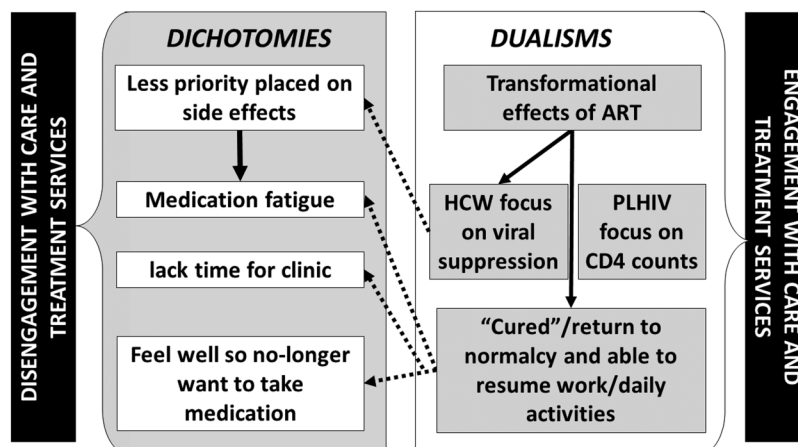 DISENGAGEMENT WITH CARE AND
TREATMENT SERVICES
DICHOTOMIES
Less priority placed on
side effects
Medication fatigue
lack time for clinic
Feel well so no-longer
want to take
medication
DUALISMS
Transformational
effects of ART
HCW focus
on viral
suppression
PLHIV
focus on
CD4 counts
“Cured”/return to
normalcy and able to
resume work/daily
activities
ENGAGEMENT WITH CARE AND
TREATMENT SERVICES